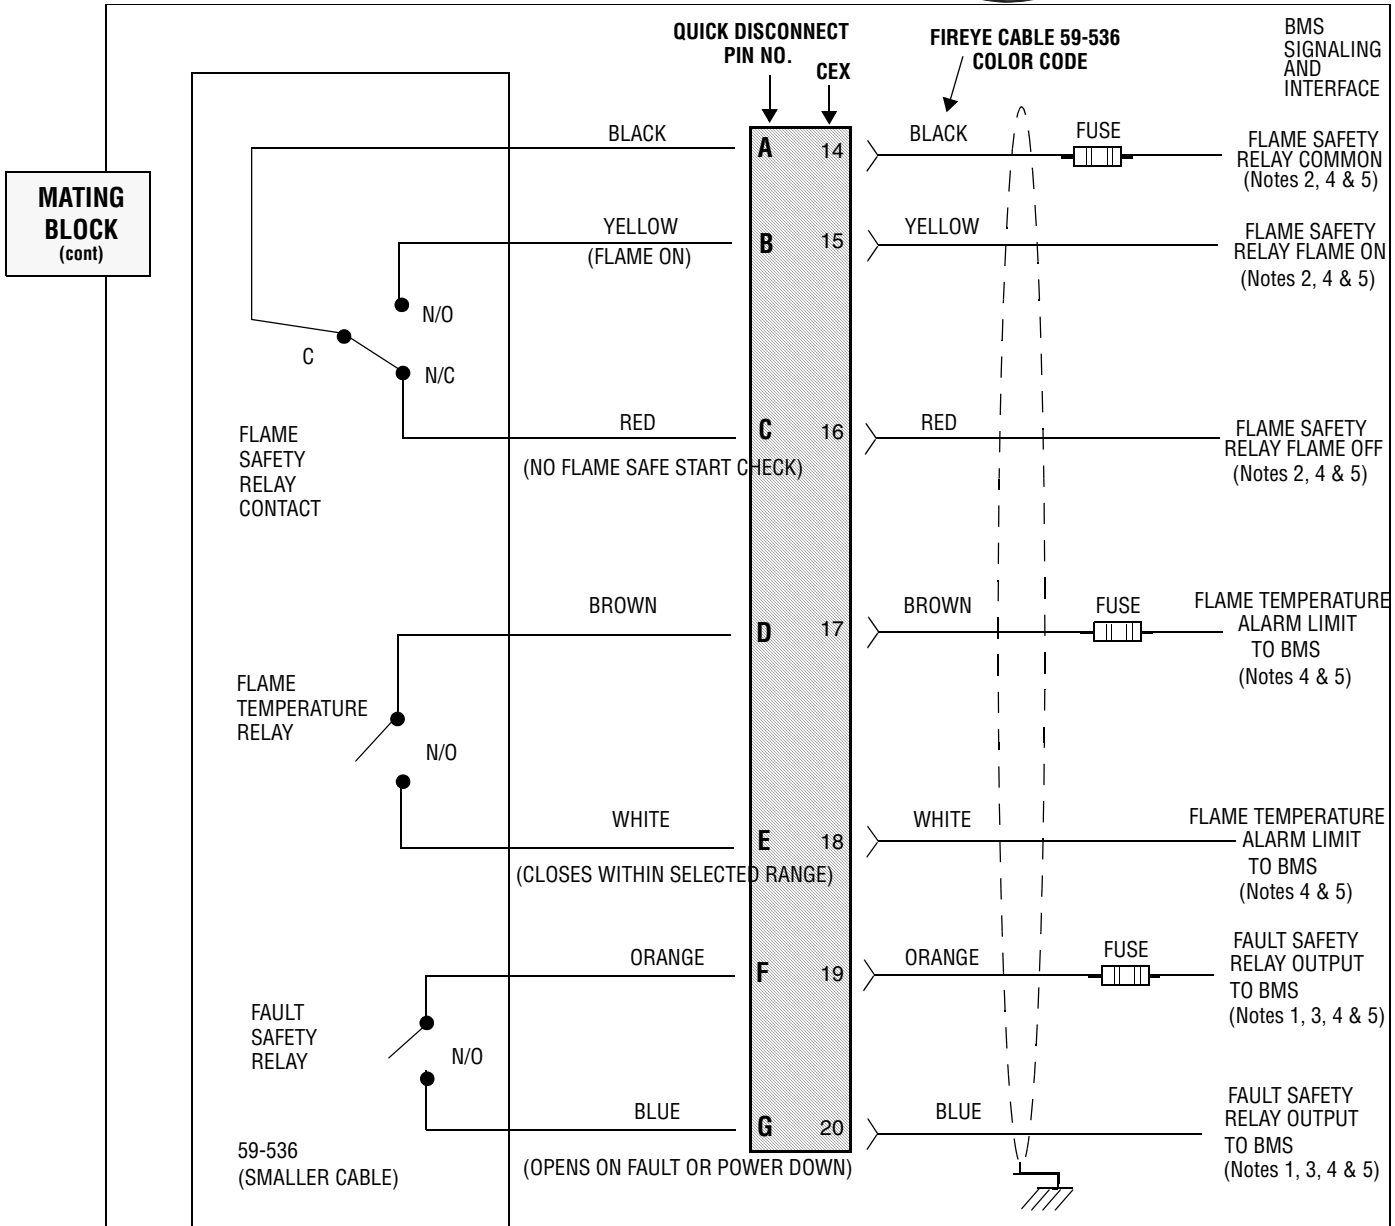 QUICK DISCONNECT
PIN NO.
CEX
FIREYE CABLE 59-536
COLOR CODE
BMS
SIGNALING
AND
INTERFACE
MATING
BLOCK
(cont)
BLACK
A 14
BLACK
FUSE
FLAME SAFETY
RELAY COMMON
(Notes 2, 4 & 5)
YELLOW
(FLAME ON)
B 15
YELLOW
FLAME SAFETY
RELAY FLAME ON
(Notes 2, 4 & 5)
N/O
C
N/C
FLAME
SAFETY
RELAY
CONTACT
RED
(NO FLAME SAFE START CHECK)
C 16
RED
FLAME SAFETY
RELAY FLAME OFF
(Notes 2, 4 & 5)
BROWN
D 17
BROWN
FUSE
FLAME TEMPERATURE
ALARM LIMIT
TO BMS
(Notes 4 & 5)
FLAME
TEMPERATURE
RELAY
N/O
WHITE
(CLOSES WITHIN SELECTED RANGE)
E 18
WHITE
FLAME TEMPERATURE
ALARM LIMIT
TO BMS
(Notes 4 & 5)
ORANGE
F 19
ORANGE
FUSE
FAULT SAFETY
RELAY OUTPUT
TO BMS
(Notes 1, 3, 4 & 5)
FAULT
SAFETY
RELAY
N/O
BLUE
G 20
BLUE
FAULT SAFETY
RELAY OUTPUT
TO BMS
(Notes 1, 3, 4 & 5)
(OPENS ON FAULT OR POWER DOWN)
59-536
(SMALLER CABLE)